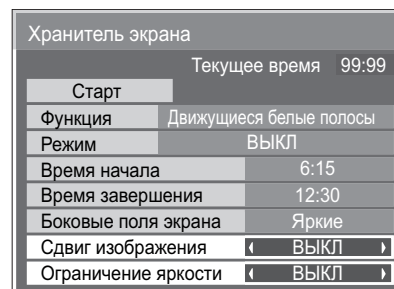 Хранитель экрана
Текущее время 99:99
Старт
Функция Движущиеся белые полосы
Режим ВЫКЛ
Время начала 6:15
Время завершения 12:30
Боковые поля экрана Яркие
Сдвиг изображения ВЫКЛ
Ограничение яркости ВЫКЛ